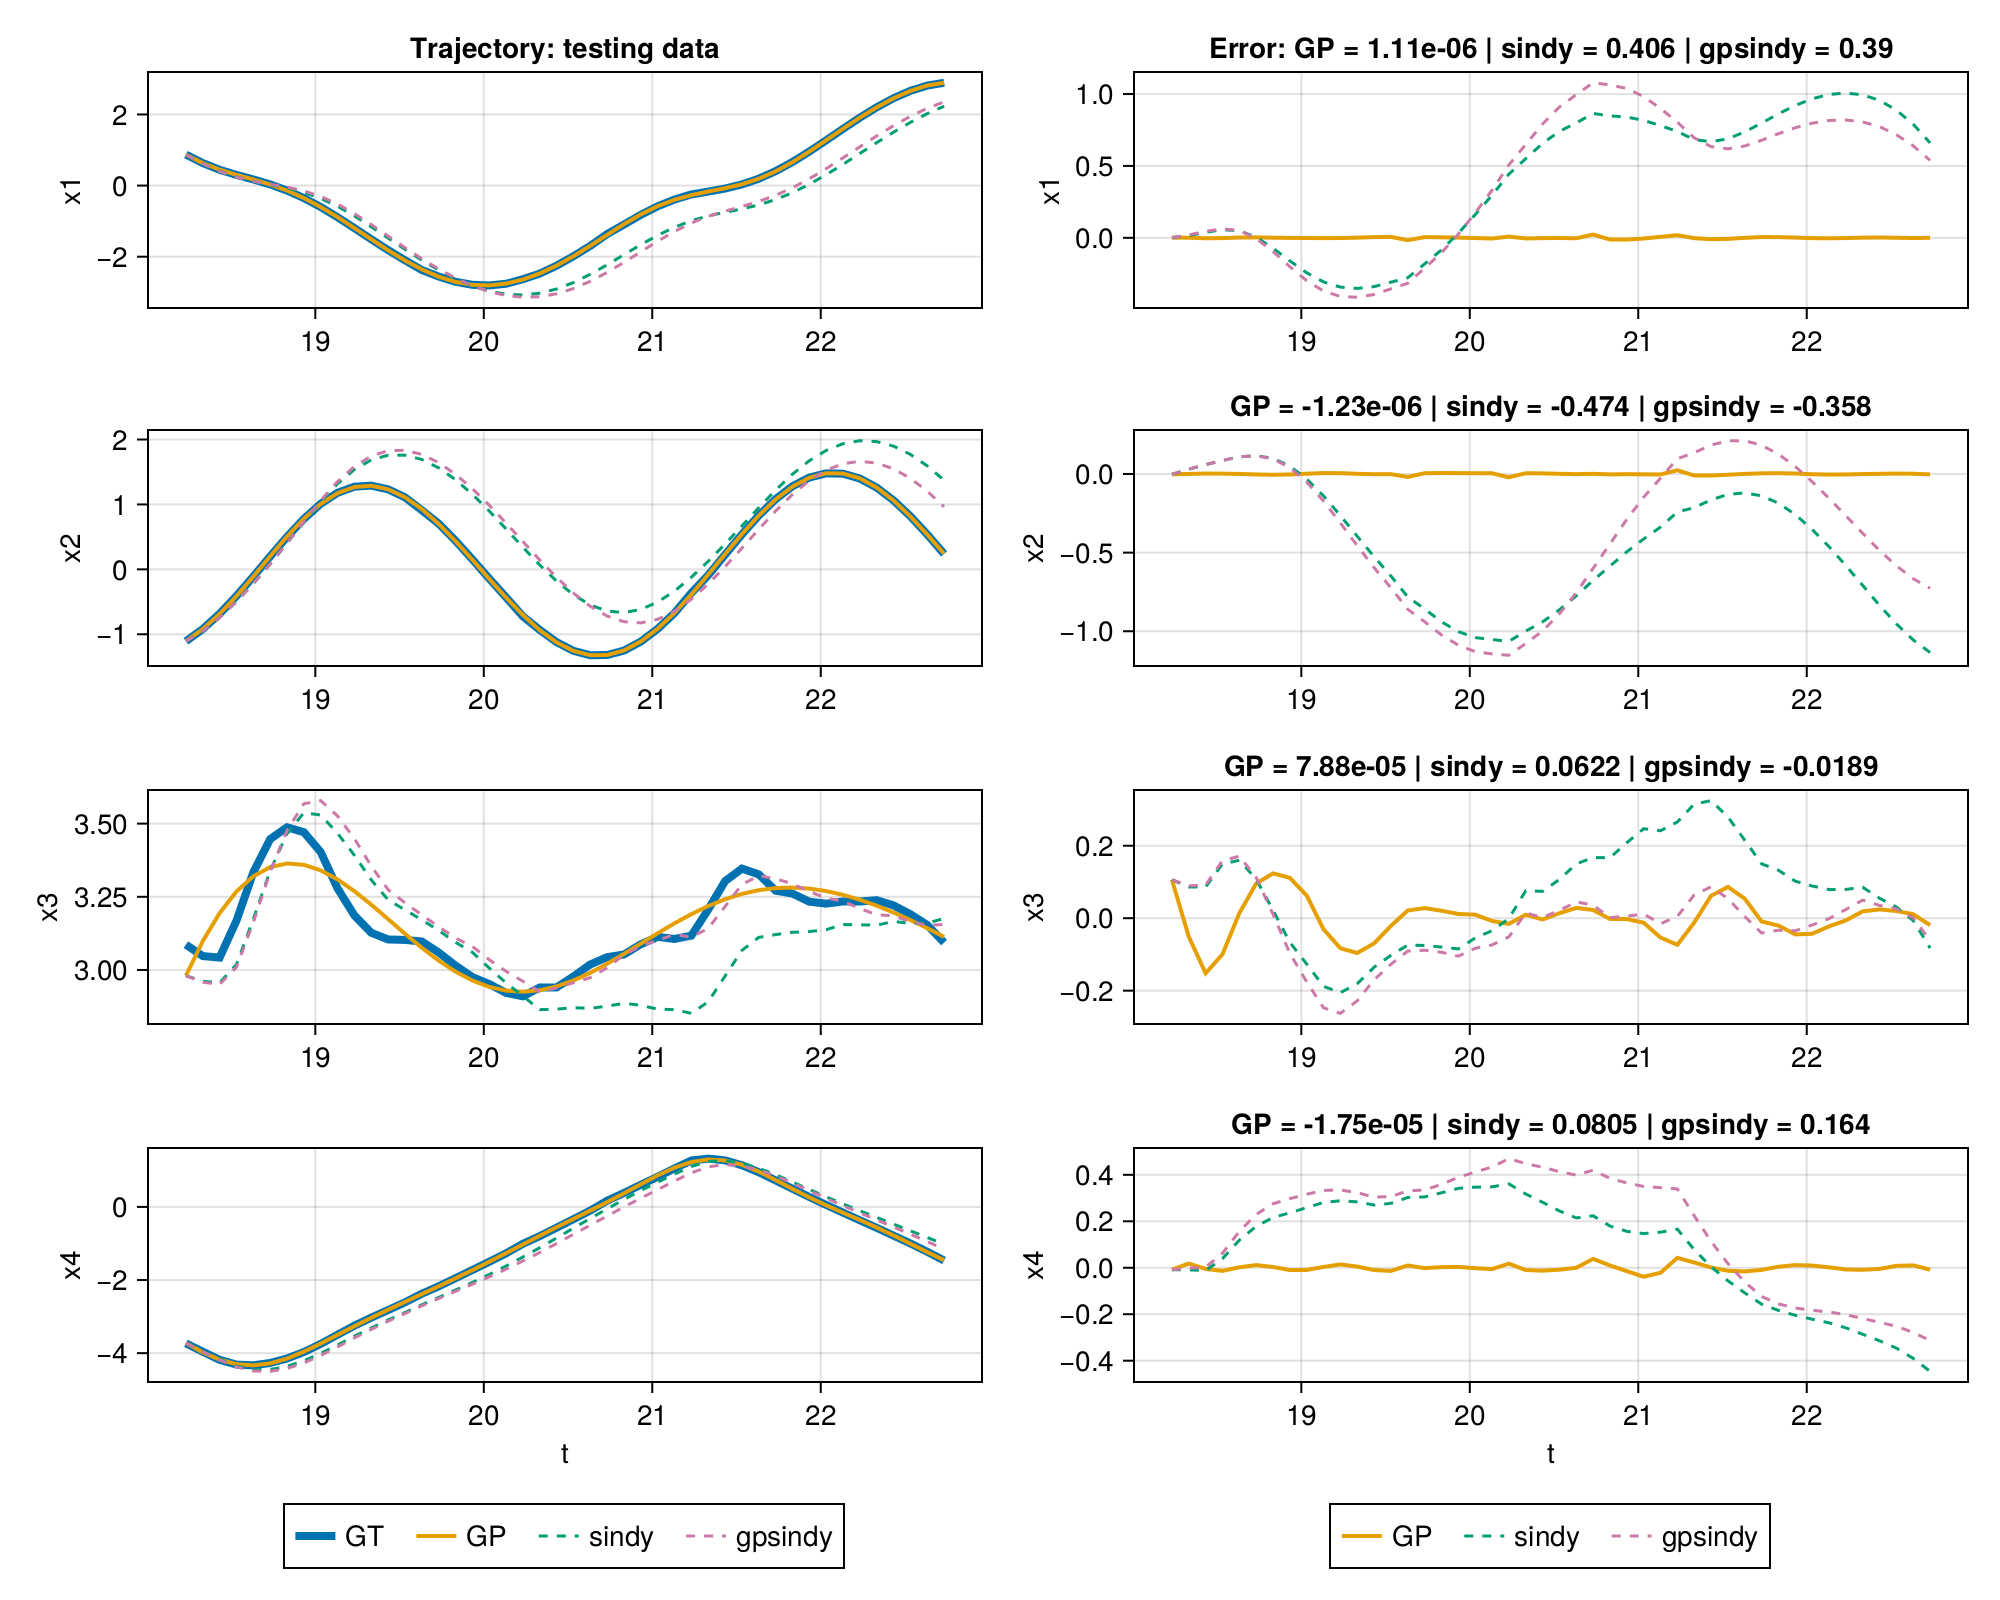 Trajectory: testing data
Error: GP = 1.11e-06 | sindy = 0.406 | gpsindy = 0.39
x1
2
0
−2
19 20 21 22
x1
1.0
0.5
0.0
19 20 21 22
GP = -1.23e-06 | sindy = -0.474 | gpsindy = -0.358
x2
2
1
0
−1
19 20 21 22
x2
0.0
−0.5
−1.0
19 20 21 22
GP = 7.88e-05 | sindy = 0.0622 | gpsindy = -0.0189
x3
3.50
3.25
3.00
19 20 21 22
x3
0.2
0.0
−0.2
19 20 21 22
GP = -1.75e-05 | sindy = 0.0805 | gpsindy = 0.164
x4
0
−2
−4
19 20 21 22
t
x4
0.4
0.2
0.0
−0.2
−0.4
19 20 21 22
t
GT GP sindy gpsindy
GP sindy gpsindy